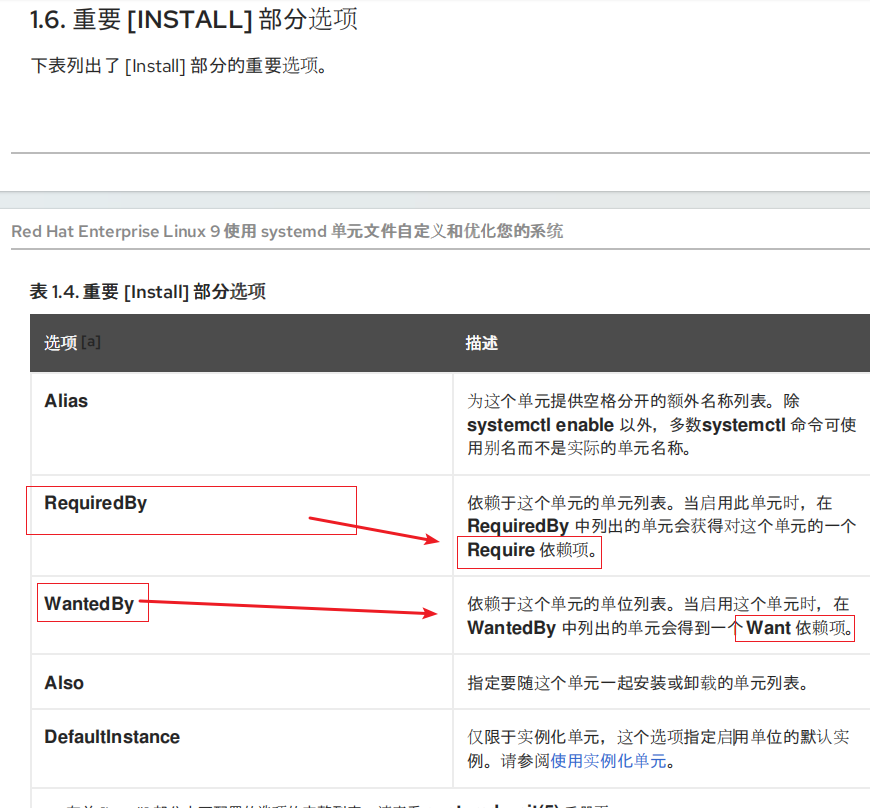 1.6. 重要 [INSTALL] 部分选项
下表列出了 [Install] 部分的重要选项。
Red Hat Enterprise Linux 9 使用 systemd 单元文件自定义和优化您的系统
表 1.4. 重要 [Install] 部分选项
选项 [a]
描述
Alias
为这个单元提供空格分开的额外名称列表。除
systemctl enable 以外，多数systemctl 命令可使
用别名而不是实际的单元名称。
RequiredBy
依赖于这个单元的单元列表。当启用此单元时，在
RequiredBy 中列出的单元会获得对这个单元的一个
Require 依赖项。
WantedBy
依赖于这个单元的单位列表。当启用这个单元时，在
WantedBy 中列出的单元会得到一个 Want 依赖项。
Also
指定要随这个单元一起安装或卸载的单元列表。
DefaultInstance
仅限于实例化单元，这个选项指定启用单位的默认实
例。请参阅使用实例化单元。